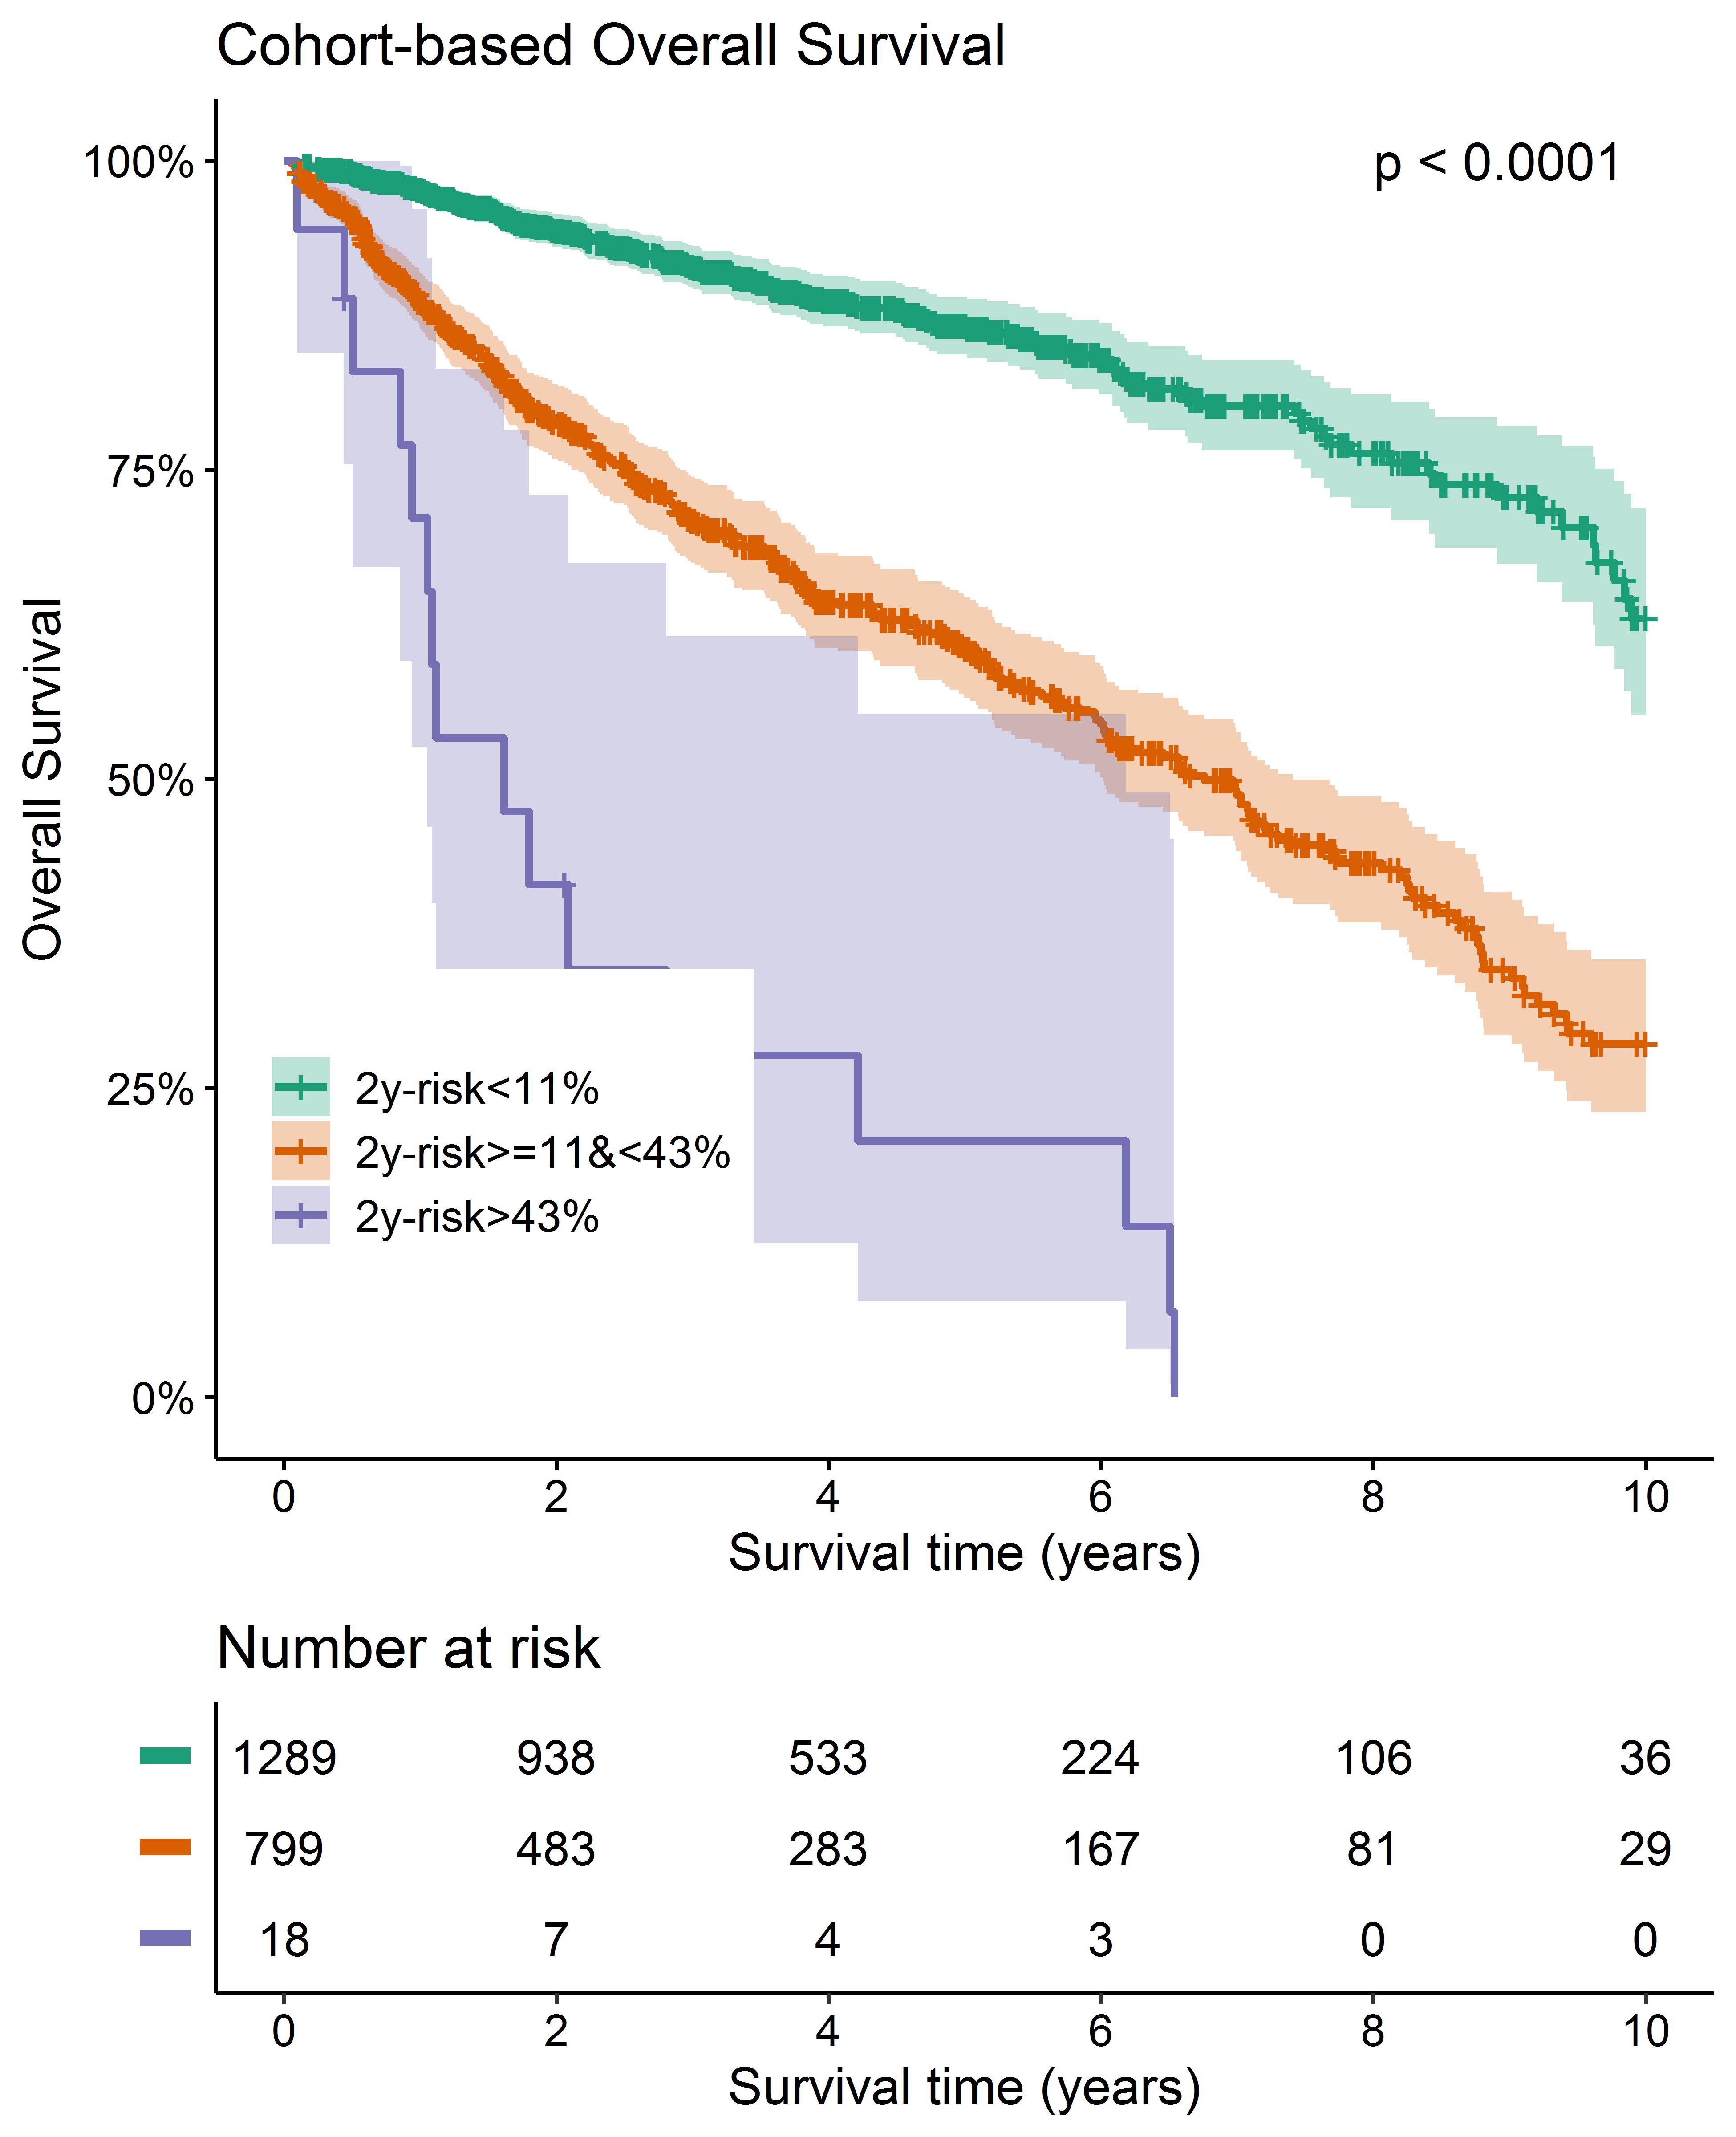 Cohort-based Overall Survival
p < 0.0001
100%
75%
50%
25%
0%
Overall Survival
2y-risk<11%
2y-risk>=11&<43%
2y-risk>43%
0 2 4 6 8 10
Survival time (years)
Number at risk
1289 938 533 224 106 36
799 483 283 167 81 29
18 7 4 3 0 0
0 2 4 6 8 10
Survival time (years)